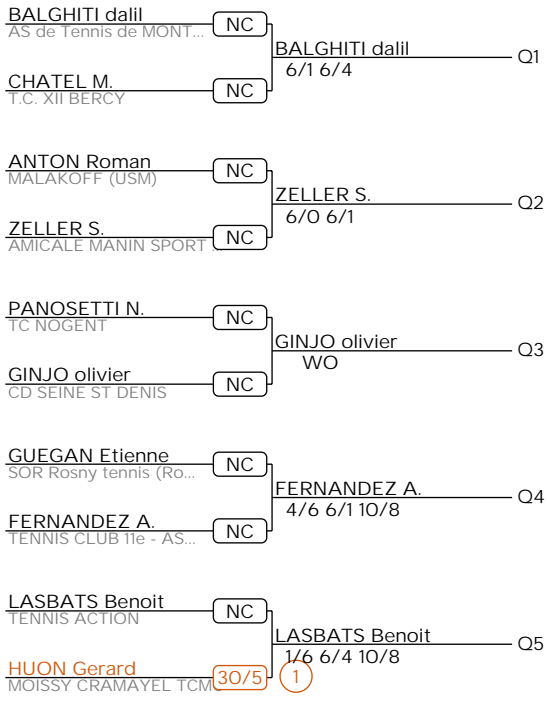 BALGHITI dalil
AS de Tennis de MONT...
NC
BALGHITI dalil
6/1 6/4
Q1
CHATEL M.
T.C. XII BERCY
NC
ANTON Roman
MALAKOFF (USM)
NC
ZELLER S.
6/0 6/1
Q2
ZELLER S.
AMICALE MANIN SPORT ...
NC
PANOSETTI N.
TC NOGENT
NC
GINJO olivier
WO
Q3
GINJO olivier
CD SEINE ST DENIS
NC
GUEGAN Etienne
SOR Rosny tennis (Ro...
NC
FERNANDEZ A.
4/6 6/1 10/8
Q4
FERNANDEZ A.
TENNIS CLUB 11e - AS...
NC
LASBATS Benoit
TENNIS ACTION
NC
LASBATS Benoit
1/6 6/4 10/8
Q5
HUON Gerard
MOISSY CRAMAYEL TCMC
30/5
1